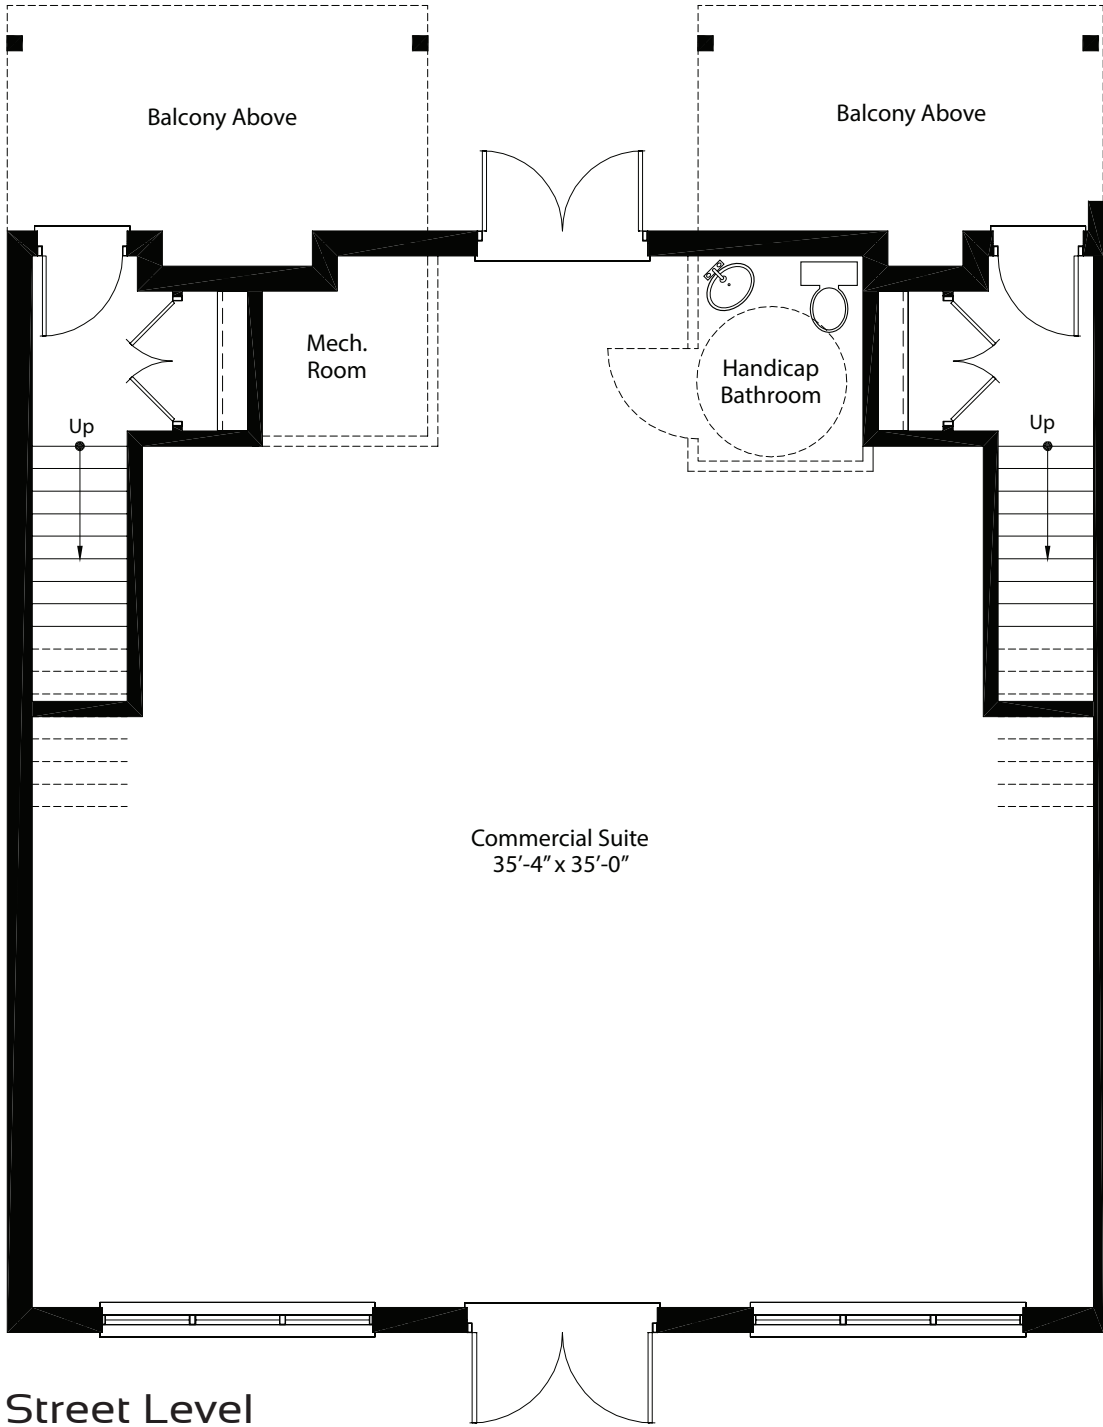 Balcony Above
Balcony Above
Mech.
Room
Handicap
Bathroom
Up
Up
Commercial Suite
35’-4” x 35’-0”
Street Level